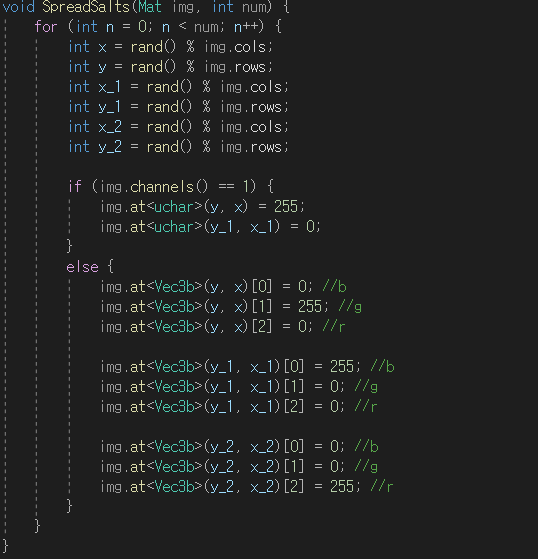 void SpreadSalts(Mat img, int num) {
for (int n = 0; n < num; n++) {
int x = rand() % img.cols;
int y = rand() % img.rows;
int x_1 = rand() % img.cols;
int y_1 = rand() % img.rows;
int x_2 = rand() % img.cols;
int y_2 = rand() % img.rows;
if (img.channels() == 1) {
img.at<uchar>(y, x) = 255;
img.at<uchar>(y_1, x_1) = 0;
}
else {
img.at<Vec3b>(y, x)[0] = 0; //b
img.at<Vec3b>(y, x)[1] = 255; //g
img.at<Vec3b>(y, x)[2] = 0; //r
img.at<Vec3b>(y_1, x_1)[0] = 255; //b
img.at<Vec3b>(y_1, x_1)[1] = 0; //g
img.at<Vec3b>(y_1, x_1)[2] = 0; //r
img.at<Vec3b>(y_2, x_2)[0] = 0; //b
img.at<Vec3b>(y_2, x_2)[1] = 0; //g
img.at<Vec3b>(y_2, x_2)[2] = 255; //r
}
}
}